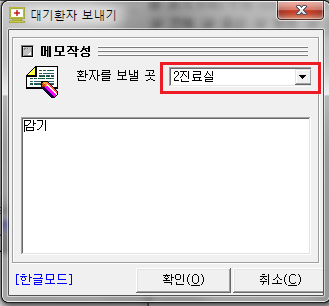 대기환자 보내기
메모작성
환자를 보낼 곳 2진료실
감기
[한글모드] 확인(O) 취소(C)